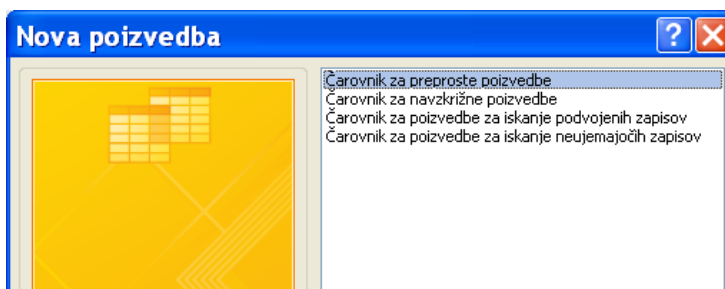 Nova poizvedba
Čarovnik za preproste poizvedbe
Čarovnik za navzkrižne poizvedbe
Čarovnik za poizvedbe za iskanje podvojenih zapisov
Čarovnik za poizvedbe za iskanje neujemajočih zapisov